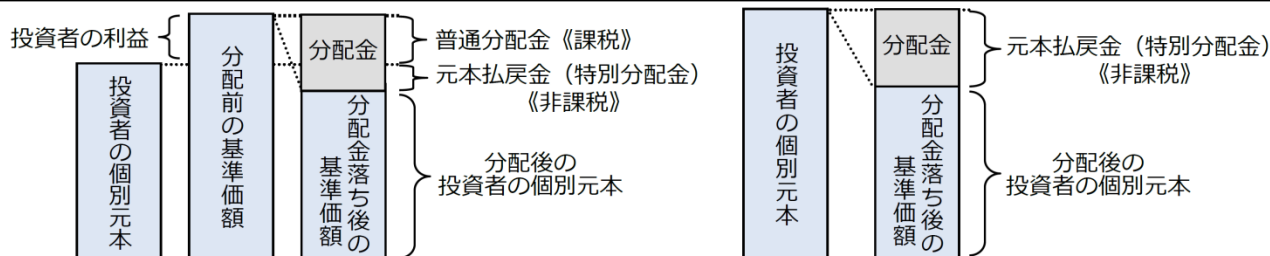 投資者の利益
投資者の個別元本
分配前の基準価額
分配金
分配金落ち後の
基準価額
普通分配金《課税》
元本払戻金（特別分配金）
《非課税》
分配後の
投資者の個別元本
投資者の個別元本
分配金
分配金落ち後の
基準価額
元本払戻金（特別分配金）
《非課税》
分配後の
投資者の個別元本